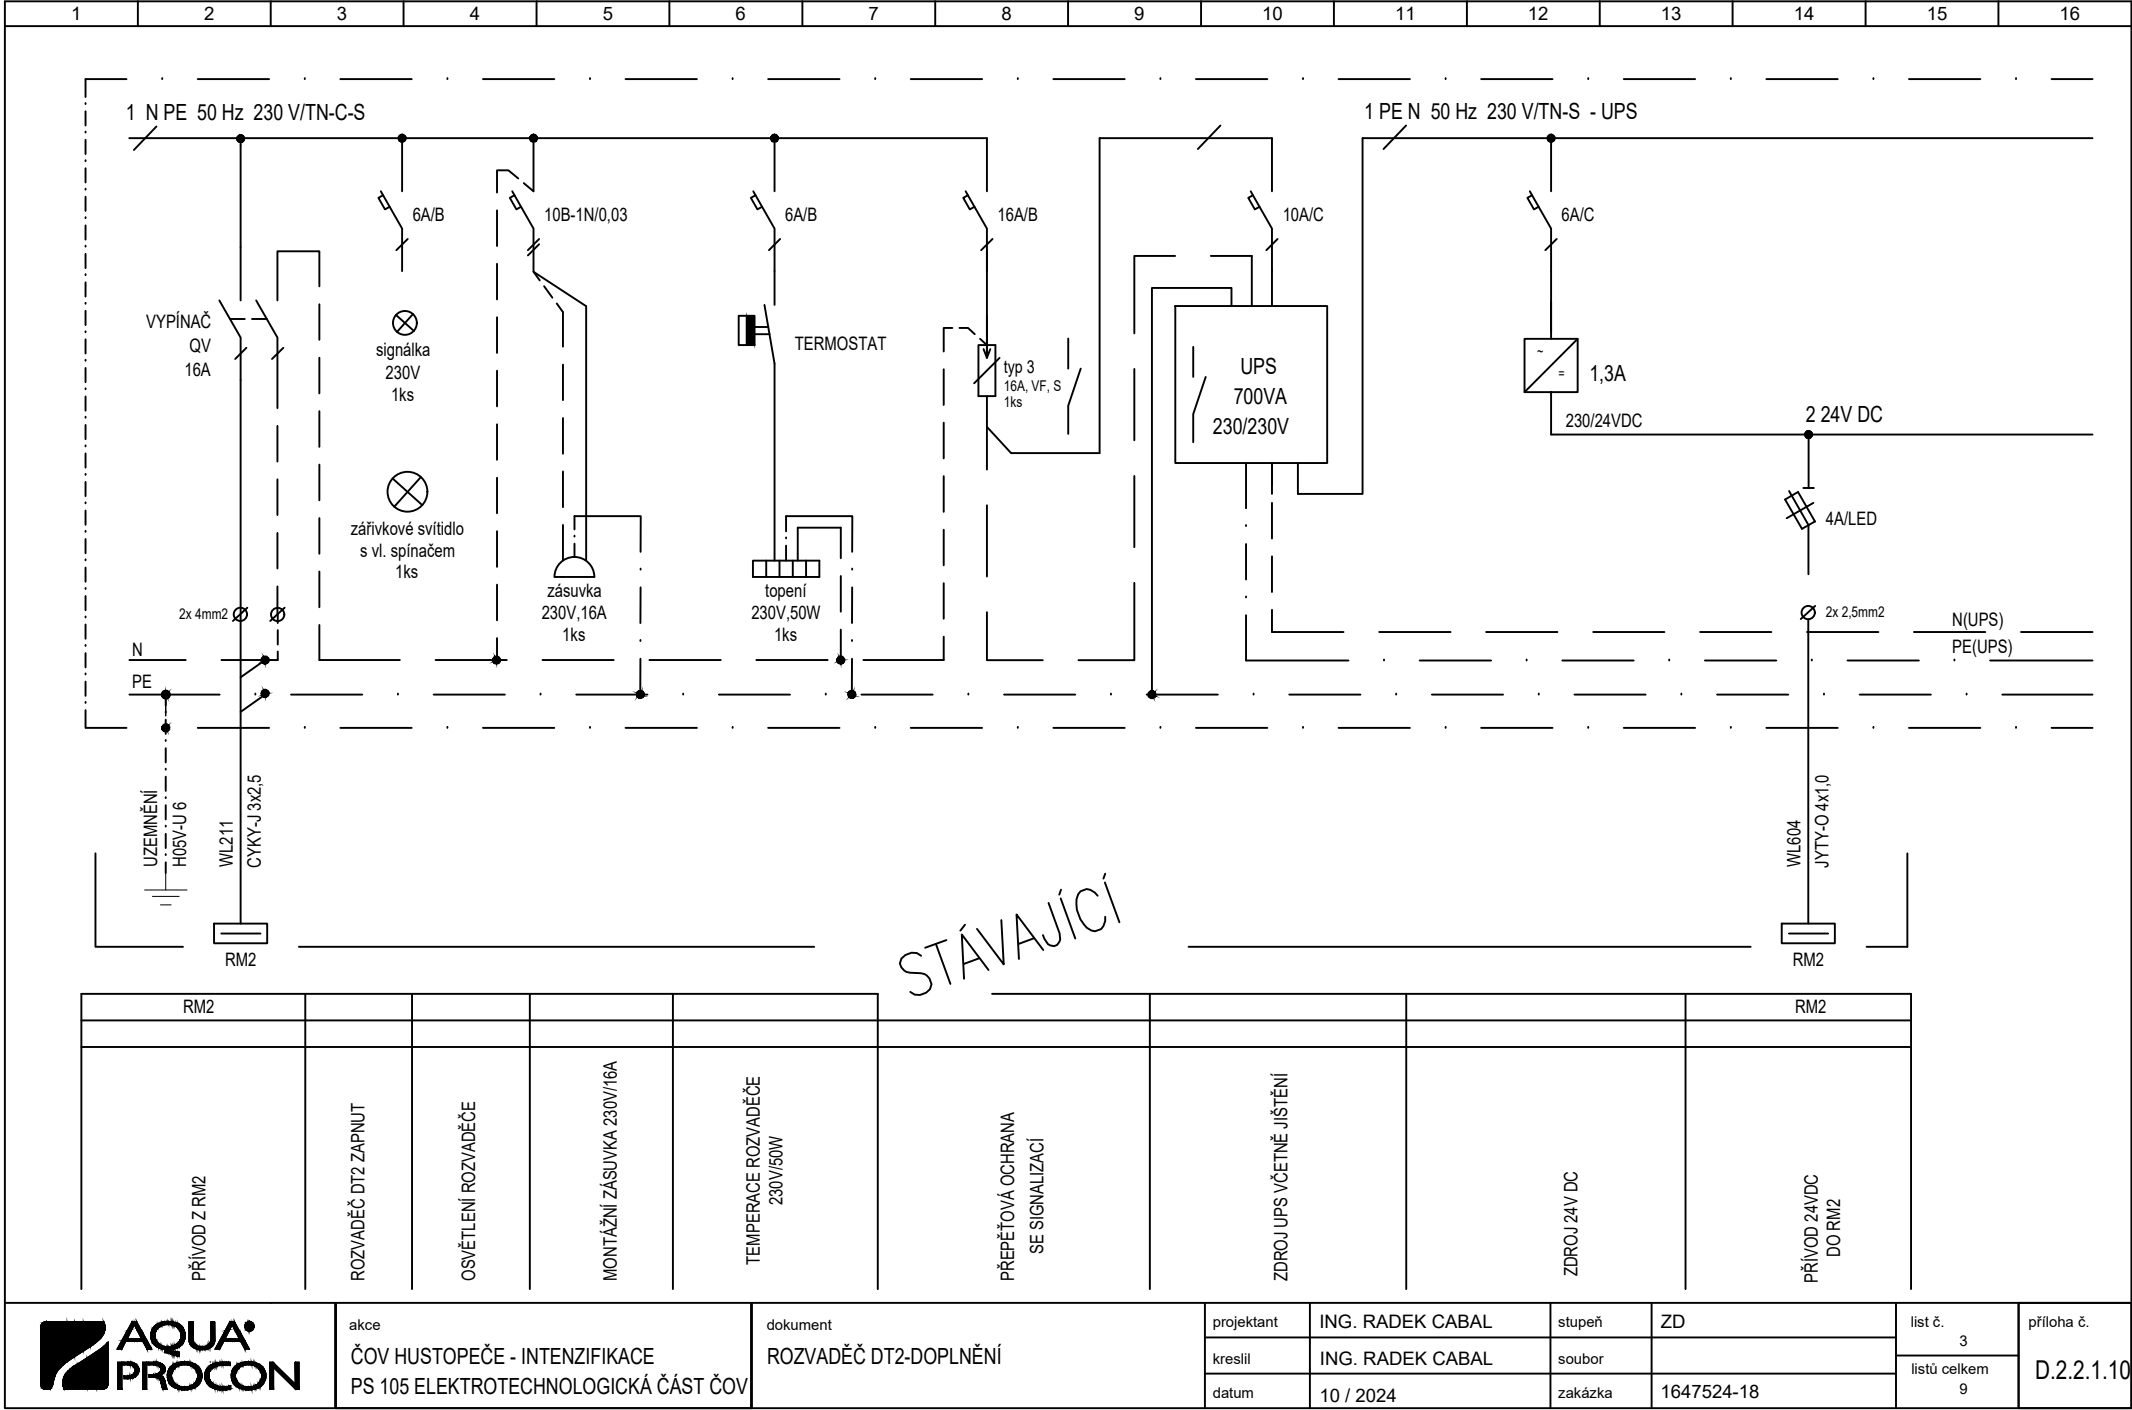 1 2 3 4 5 6 7 8 9 10 11 12 13 14 15 16
1 N PE 50 Hz 230 V/TN-C-S
1 PE N 50 Hz 230 V/TN-S - UPS
6A/B
10B-1N/0,03
6A/B
16A/B
10A/C
6A/C
VYPÍNAČ
QV
16A
signálka
230V
1ks
TERMOSTAT
typ 3
16A, VF, S
1ks
UPS
700VA
230/230V
~
=
1,3A
230/24VDC
2 24V DC
4A/LED
zářivkové svítidlo
s vl. spínačem
1ks
zásuvka
230V,16A
1ks
topení
230V,50W
1ks
2x 4mm2
2x 2,5mm2
N(UPS)
PE(UPS)
N
PE
UZEMNĚNÍ
H05V-U 6
WL211
CYKY-J 3x2,5
WL604
JYTY-O 4x1,0
RM2
RM2
STÁVAJÍCÍ
RM2
RM2
PŘÍVOD Z RM2
ROZVADĚČ DT2 ZAPNUT
OSVĚTLENÍ ROZVADĚČE
MONTÁŽNÍ ZÁSUVKA 230V/16A
TEMPERACE ROZVADĚČE
230V/50W
PŘEPĚŤOVÁ OCHRANA
SE SIGNALIZACÍ
ZDROJ UPS VČETNĚ JIŠTĚNÍ
ZDROJ 24V DC
PŘÍVOD 24VDC
DO RM2
AQUA
PROCON
akce
ČOV HUSTOPEČE - INTENZIFIKACE
PS 105 ELEKTROTECHNOLOGICKÁ ČÁST ČOV
dokument
ROZVADĚČ DT2-DOPLNĚNÍ
projektant ING. RADEK CABAL
kreslil ING. RADEK CABAL
datum 10 / 2024
stupeň ZD
soubor
zakázka 1647524-18
list č.
3
listů celkem
9
příloha č.
D.2.2.1.10